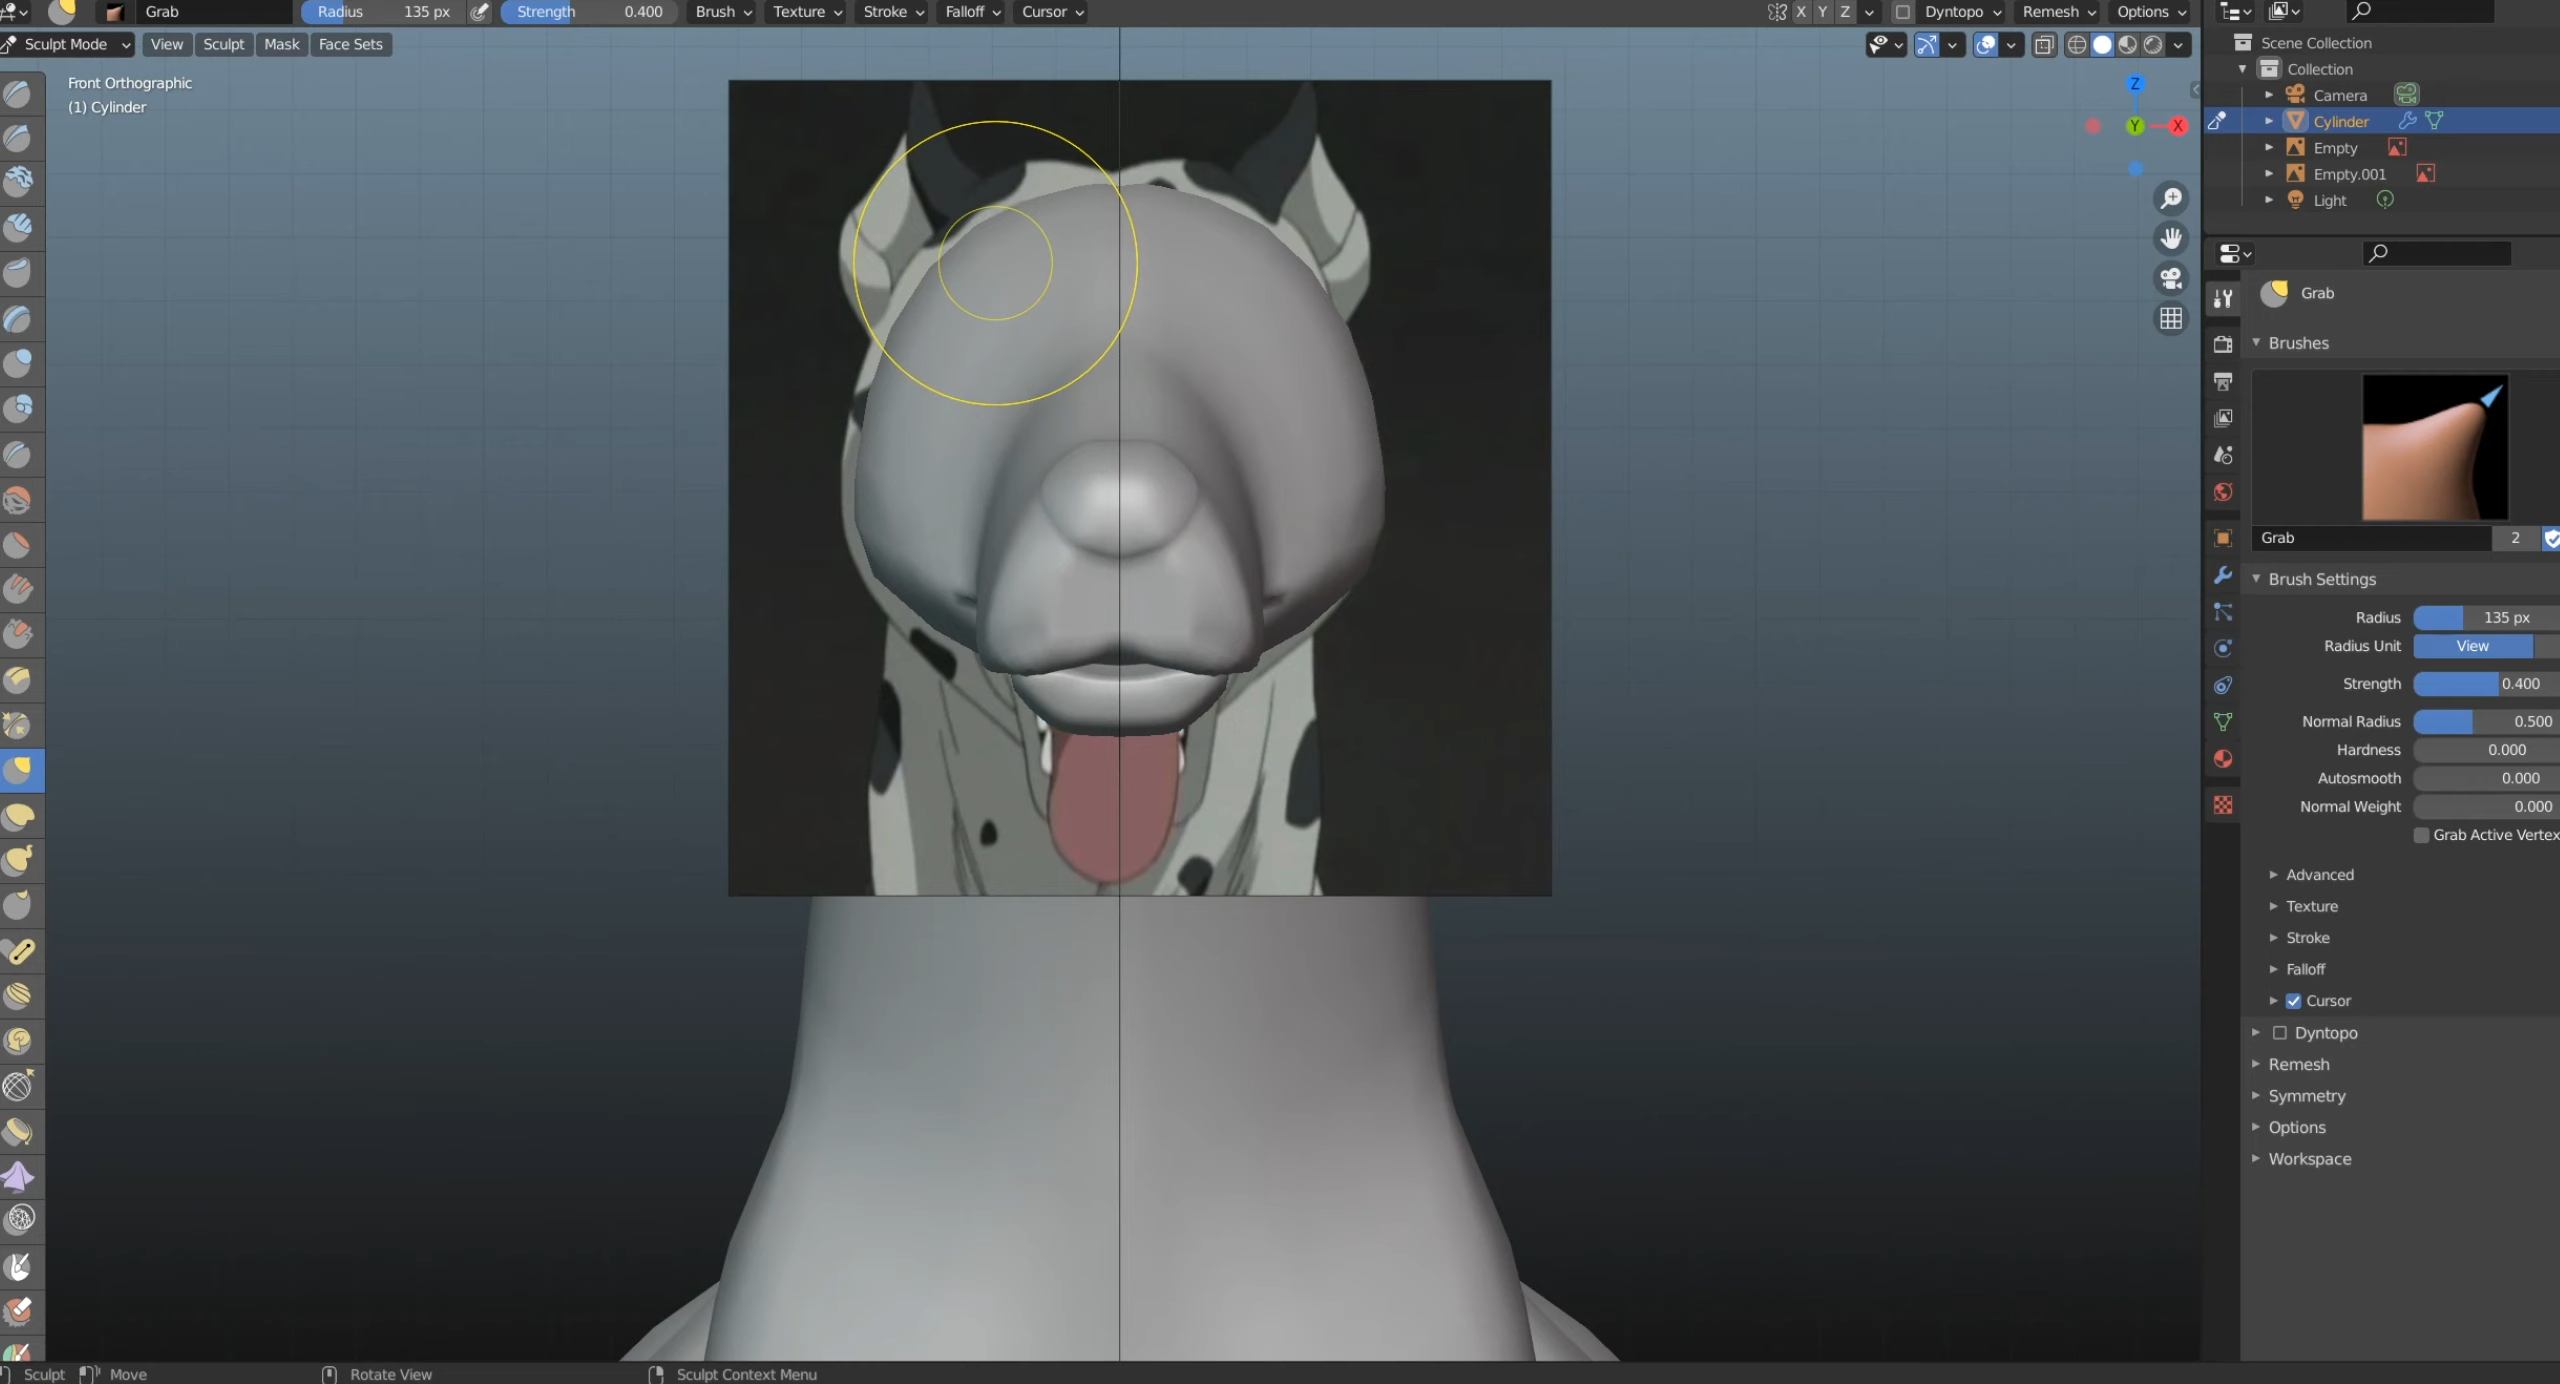 Grab Radius 135 px Strength 0.400 Brush Texture Stroke Falloff Cursor X Y Z Dyntopo Remesh Options
Sculpt Mode View Sculpt Mask Face Sets
Front Orthographic
(1) Cylinder
Z
Y X
Scene Collection
Collection
Camera
Cylinder
Empty
Empty.001
Light
Grab
Brushes
Grab 2
Brush Settings
Radius 135 px
Radius Unit View
Strength 0.400
Normal Radius 0.500
Hardness 0.000
Autosmooth 0.000
Normal Weight 0.000
Grab Active Vertex
Advanced
Texture
Stroke
Falloff
Cursor
Dyntopo
Remesh
Symmetry
Options
Workspace
Sculpt Move Rotate View Sculpt Context Menu